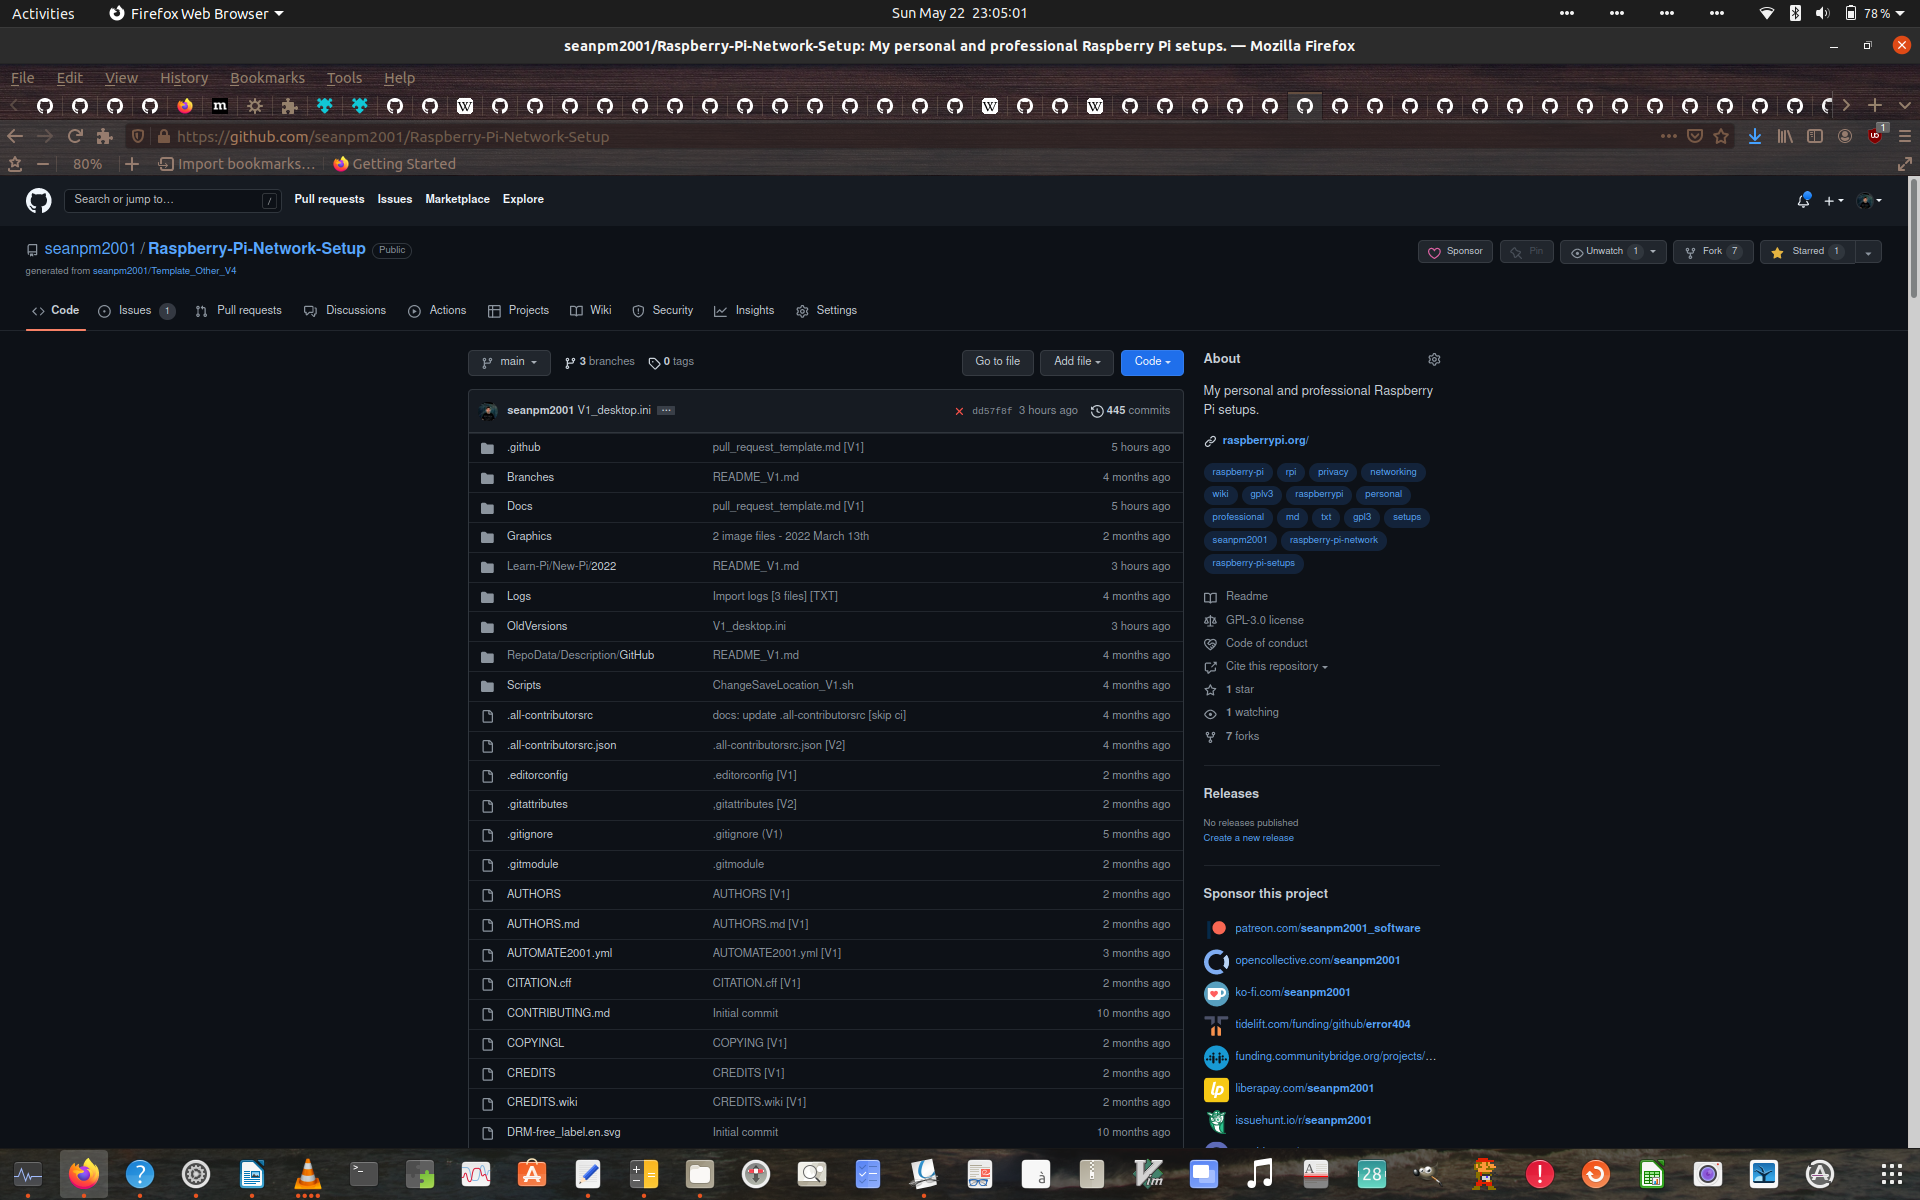 Activities
Firefox Web Browser
Sun May 22 23:05:01
78 %
seanpm2001/Raspberry-Pi-Network-Setup: My personal and professional Raspberry Pi setups. — Mozilla Firefox
File Edit View History Bookmarks Tools Help
https://github.com/seanpm2001/Raspberry-Pi-Network-Setup
1
80%
Import bookmarks...
Getting Started
Search or jump to...
/
Pull requests
Issues
Marketplace
Explore
seanpm2001 / Raspberry-Pi-Network-Setup
Public
generated from seanpm2001/Template_Other_V4
Sponsor
Pin
Unwatch 1
Fork 7
Starred 1
Code
Issues 1
Pull requests
Discussions
Actions
Projects
Wiki
Security
Insights
Settings
main
3 branches
0 tags
Go to file
Add file
Code
seanpm2001 V1_desktop.ini ...
dd57f8f 3 hours ago
445 commits
.github pull_request_template.md [V1] 5 hours ago
Branches README_V1.md 4 months ago
Docs pull_request_template.md [V1] 5 hours ago
Graphics 2 image files - 2022 March 13th 2 months ago
Learn-Pi/New-Pi/2022 README_V1.md 3 hours ago
Logs Import logs [3 files] [TXT] 4 months ago
OldVersions V1_desktop.ini 3 hours ago
RepoData/Description/GitHub README_V1.md 4 months ago
Scripts ChangeSaveLocation_V1.sh 4 months ago
.all-contributorsrc docs: update .all-contributorsrc [skip ci] 4 months ago
.all-contributorsrc.json .all-contributorsrc.json [V2] 4 months ago
.editorconfig .editorconfig [V1] 2 months ago
.gitattributes ,gitattributes [V2] 2 months ago
.gitignore .gitignore (V1) 5 months ago
.gitmodule .gitmodule 2 months ago
AUTHORS AUTHORS [V1] 2 months ago
AUTHORS.md AUTHORS.md [V1] 2 months ago
AUTOMATE2001.yml AUTOMATE2001.yml [V1] 3 months ago
CITATION.cff CITATION.cff [V1] 2 months ago
CONTRIBUTING.md Initial commit 10 months ago
COPYINGL COPYING [V1] 2 months ago
CREDITS CREDITS [V1] 2 months ago
CREDITS.wiki CREDITS.wiki [V1] 2 months ago
DRM-free_label.en.svg Initial commit 10 months ago
About
My personal and professional Raspberry
Pi setups.
raspberrypi.org/
raspberry-pi rpi privacy networking
wiki gplv3 raspberrypi personal
professional md txt gpl3 setups
seanpm2001 raspberry-pi-network
raspberry-pi-setups
Readme
GPL-3.0 license
Code of conduct
Cite this repository
1 star
1 watching
7 forks
Releases
No releases published
Create a new release
Sponsor this project
patreon.com/seanpm2001_software
opencollective.com/seanpm2001
ko-fi.com/seanpm2001
tidelift.com/funding/github/error404
funding.communitybridge.org/projects/...
liberapay.com/seanpm2001
issuehunt.io/r/seanpm2001
28